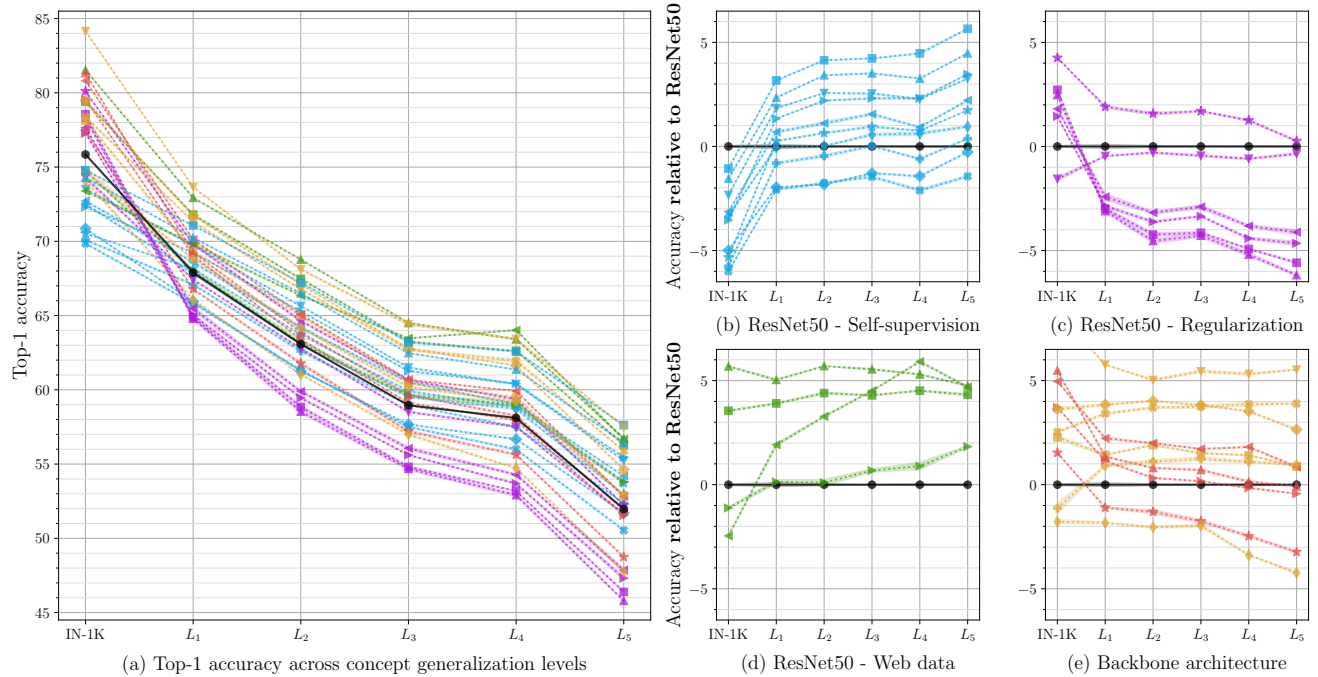 85
80
75
70
65
60
55
50
45
Top-1 accuracy
IN-1K L1 L2 L3 L4 L5
(a) Top-1 accuracy across concept generalization levels
Accuracy relative to ResNet50
5
0
−5
IN-1K L1 L2 L3 L4 L5
(b) ResNet50 - Self-supervision
5
0
−5
IN-1K L1 L2 L3 L4 L5
(c) ResNet50 - Regularization
Accuracy relative to ResNet50
5
0
−5
IN-1K L1 L2 L3 L4 L5
(d) ResNet50 - Web data
5
0
−5
IN-1K L1 L2 L3 L4 L5
(e) Backbone architecture